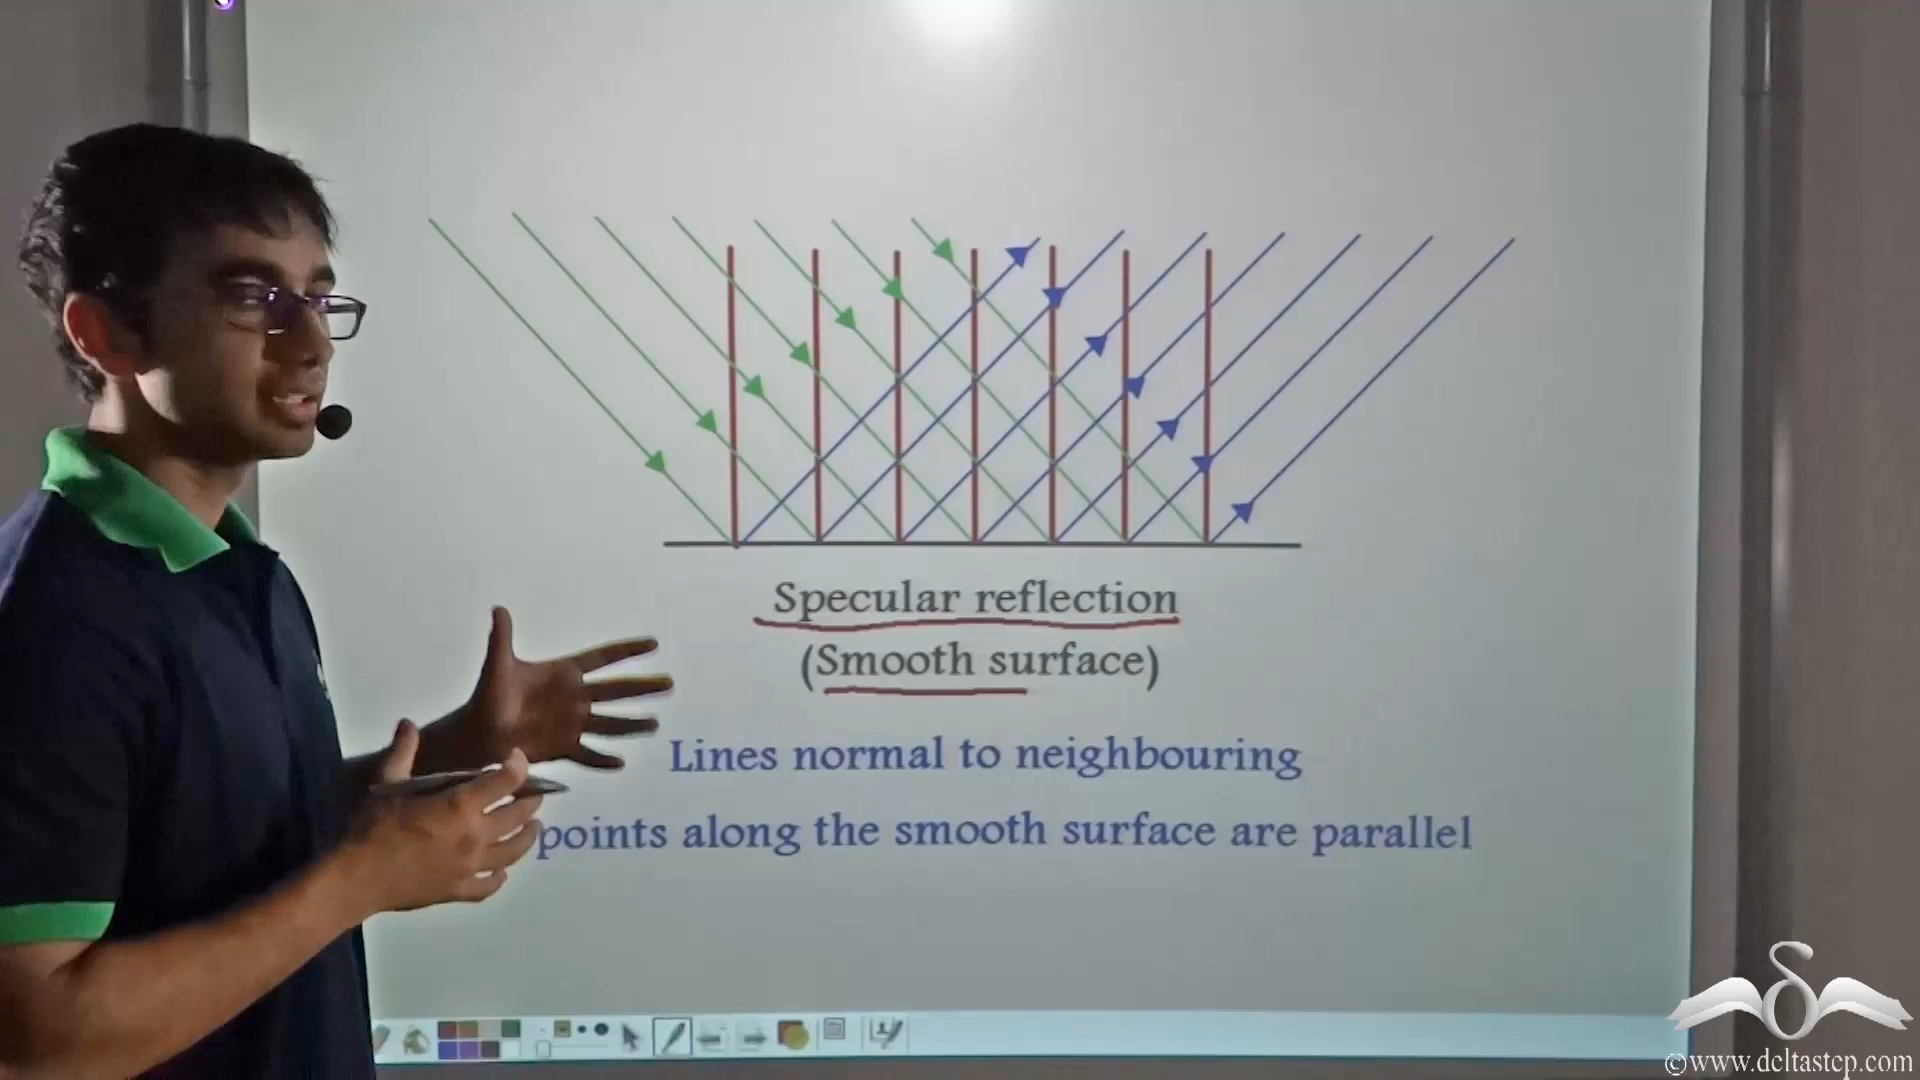 Specular reflection
(Smooth surface)
Lines normal to neighbouring
points along the smooth surface are parallel
©www.deltastep.com